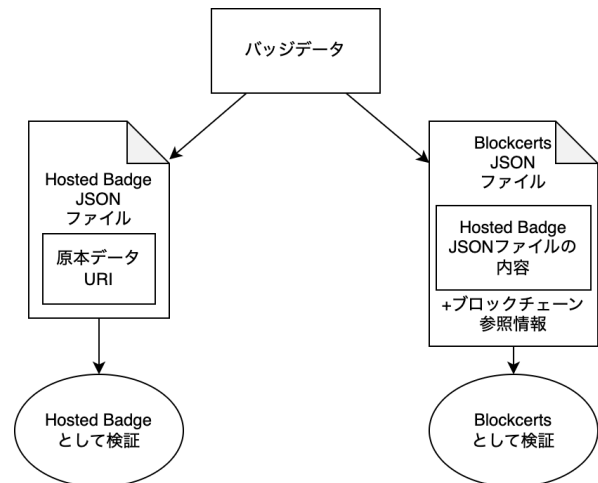 バッジデータ
Hosted Badge
JSON
ファイル
原本データ
URI
Hosted Badge
として検証
Blockcerts
JSON
ファイル
Hosted Badge
JSONファイルの
内容
+ブロックチェーン
参照情報
Blockcerts
として検証